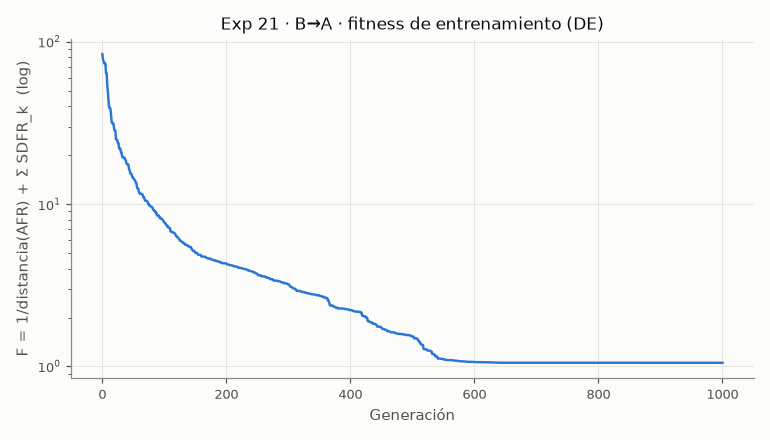 Exp 21 · B→A · fitness de entrenamiento (DE)
F = 1/distancia(AFR) + Σ SDFR_k (log)
10²
10¹
10⁰
0 200 400 600 800 1000
Generación